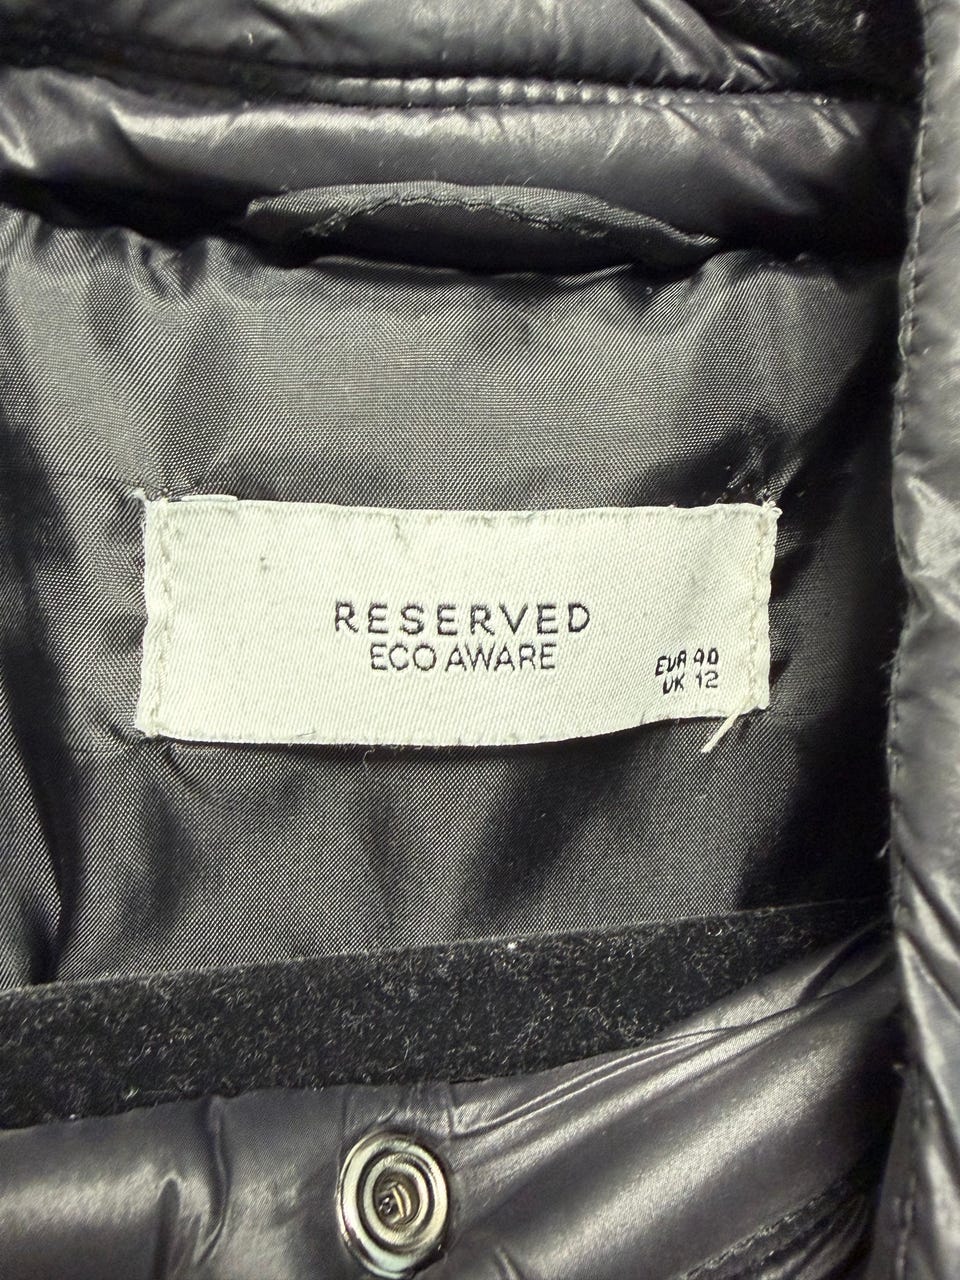 RESERVED
ECO AWARE
EUR 40
UK 12